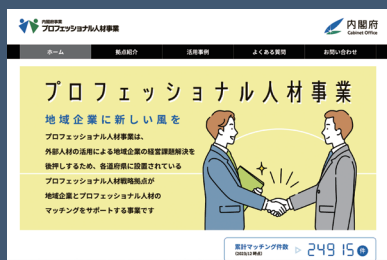 内閣府事業
プロフェッショナル人材事業
内閣府
Cabinet Office
ホーム
拠点紹介
活用事例
よくある質問
お問い合わせ
プロフェッショナル人材事業
地域企業に新しい風を
プロフェッショナル人材事業は、
外部人材の活用による地域企業の経営課題解決を
後押しするため、各道府県に設置されている
プロフェッショナル人材戦略拠点が
地域企業とプロフェッショナル人材の
マッチングをサポートする事業です
累計マッチング件数 ▷ 24915 件
(2023/12 時点)